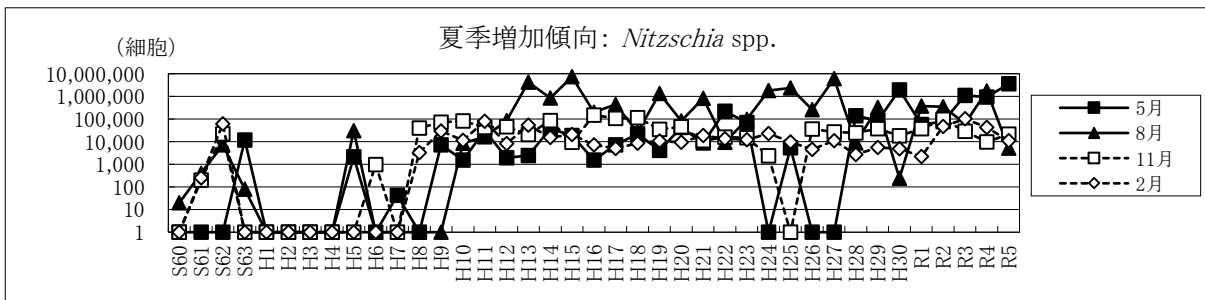 夏季増加傾向: Nitzschia spp.
(細胞)
10,000,000
1,000,000
100,000
10,000
1,000
100
10
1
S60 S61 S62 S63 H1 H2 H3 H4 H5 H6 H7 H8 H9 H10 H11 H12 H13 H14 H15 H16 H17 H18 H19 H20 H21 H22 H23 H24 H25 H26 H27 H28 H29 H30 R1 R2 R3 R4 R5
5月
8月
11月
2月